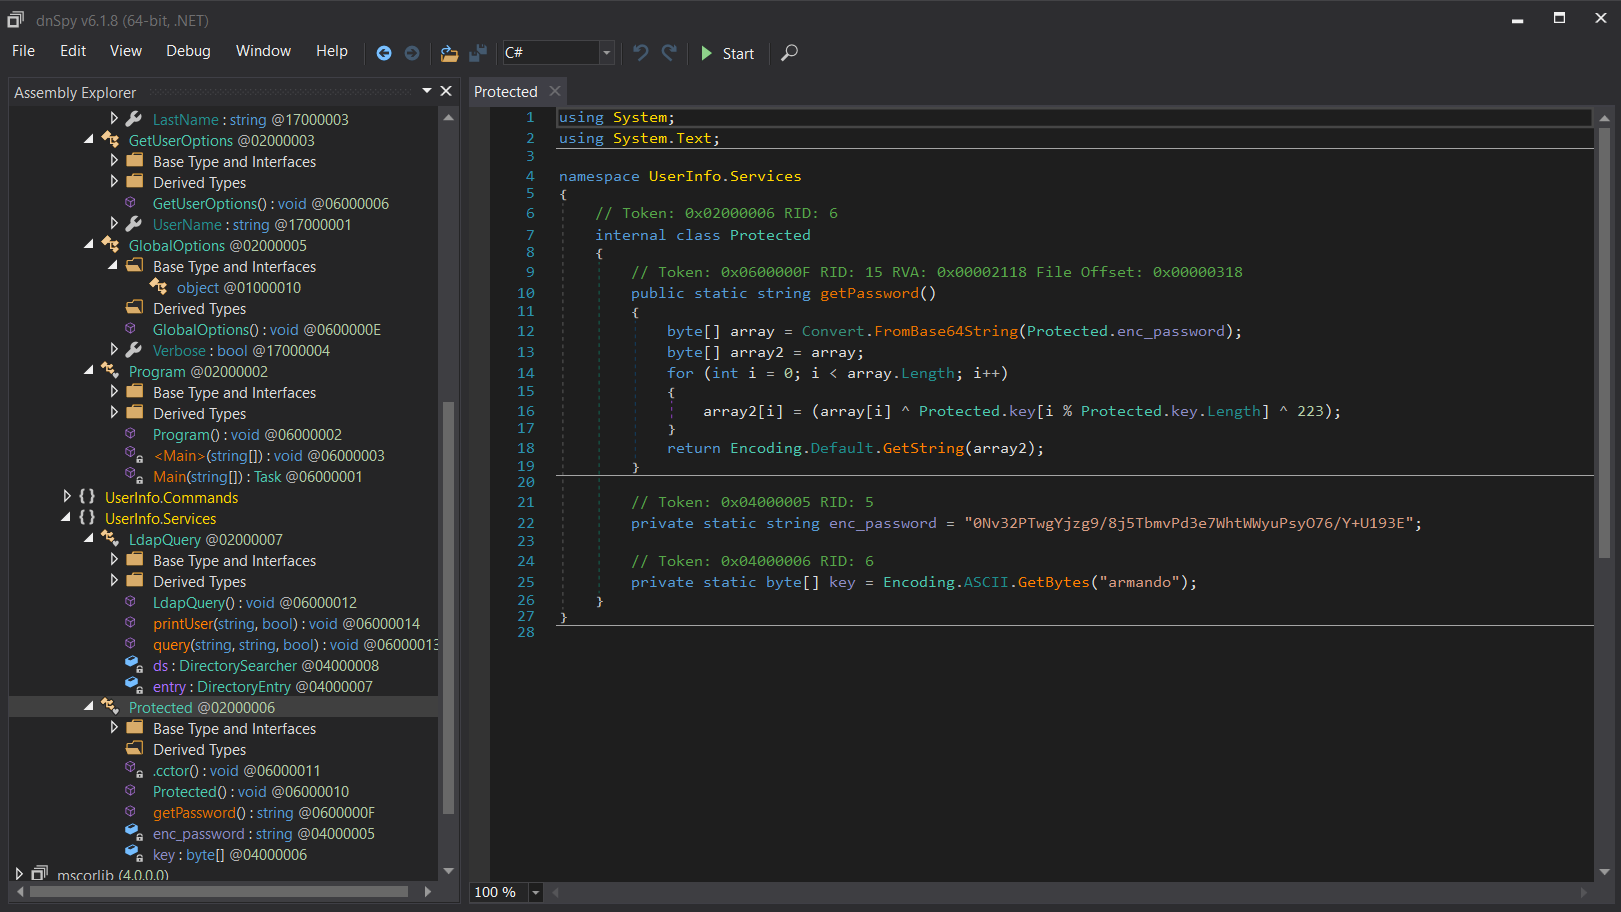 dnSpy v6.1.8 (64-bit, .NET)
File Edit View Debug Window Help C# Start
Assembly Explorer
LastName : string @17000003
GetUserOptions @02000003
Base Type and Interfaces
Derived Types
GetUserOptions() : void @06000006
UserName : string @17000001
GlobalOptions @02000005
Base Type and Interfaces
object @01000010
Derived Types
GlobalOptions() : void @0600000E
Verbose : bool @17000004
Program @02000002
Base Type and Interfaces
Derived Types
Program() : void @06000002
<Main>(string[]) : void @06000003
Main(string[]) : Task @06000001
{} UserInfo.Commands
{} UserInfo.Services
LdapQuery @02000007
Base Type and Interfaces
Derived Types
LdapQuery() : void @06000012
printUser(string, bool) : void @06000014
query(string, string, bool) : void @06000013
ds : DirectorySearcher @04000008
entry : DirectoryEntry @04000007
Protected @02000006
Base Type and Interfaces
Derived Types
.cctor() : void @06000011
Protected() : void @06000010
getPassword() : string @0600000F
enc_password : string @04000005
key : byte[] @04000006
mscorlib (4.0.0.0)
Protected
1 using System;
2 using System.Text;
3
4 namespace UserInfo.Services
5 {
6 // Token: 0x02000006 RID: 6
7 internal class Protected
8 {
9 // Token: 0x0600000F RID: 15 RVA: 0x00002118 File Offset: 0x00000318
10 public static string getPassword()
11 {
12 byte[] array = Convert.FromBase64String(Protected.enc_password);
13 byte[] array2 = array;
14 for (int i = 0; i < array.Length; i++)
15 {
16 array2[i] = (array[i] ^ Protected.key[i % Protected.key.Length] ^ 223);
17 }
18 return Encoding.Default.GetString(array2);
19 }
20
21 // Token: 0x04000005 RID: 5
22 private static string enc_password = "0Nv32PTwgYjzg9/8j5TbmvPd3e7WhtWWyuPsyO76/Y+U193E";
23
24 // Token: 0x04000006 RID: 6
25 private static byte[] key = Encoding.ASCII.GetBytes("armando");
26 }
27 }
28
100 %